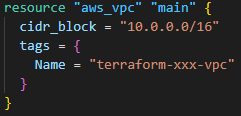 resource "aws_vpc" "main" {
  cidr_block = "10.0.0.0/16"
  tags = {
    Name = "terraform-xxx-vpc"
  }
}